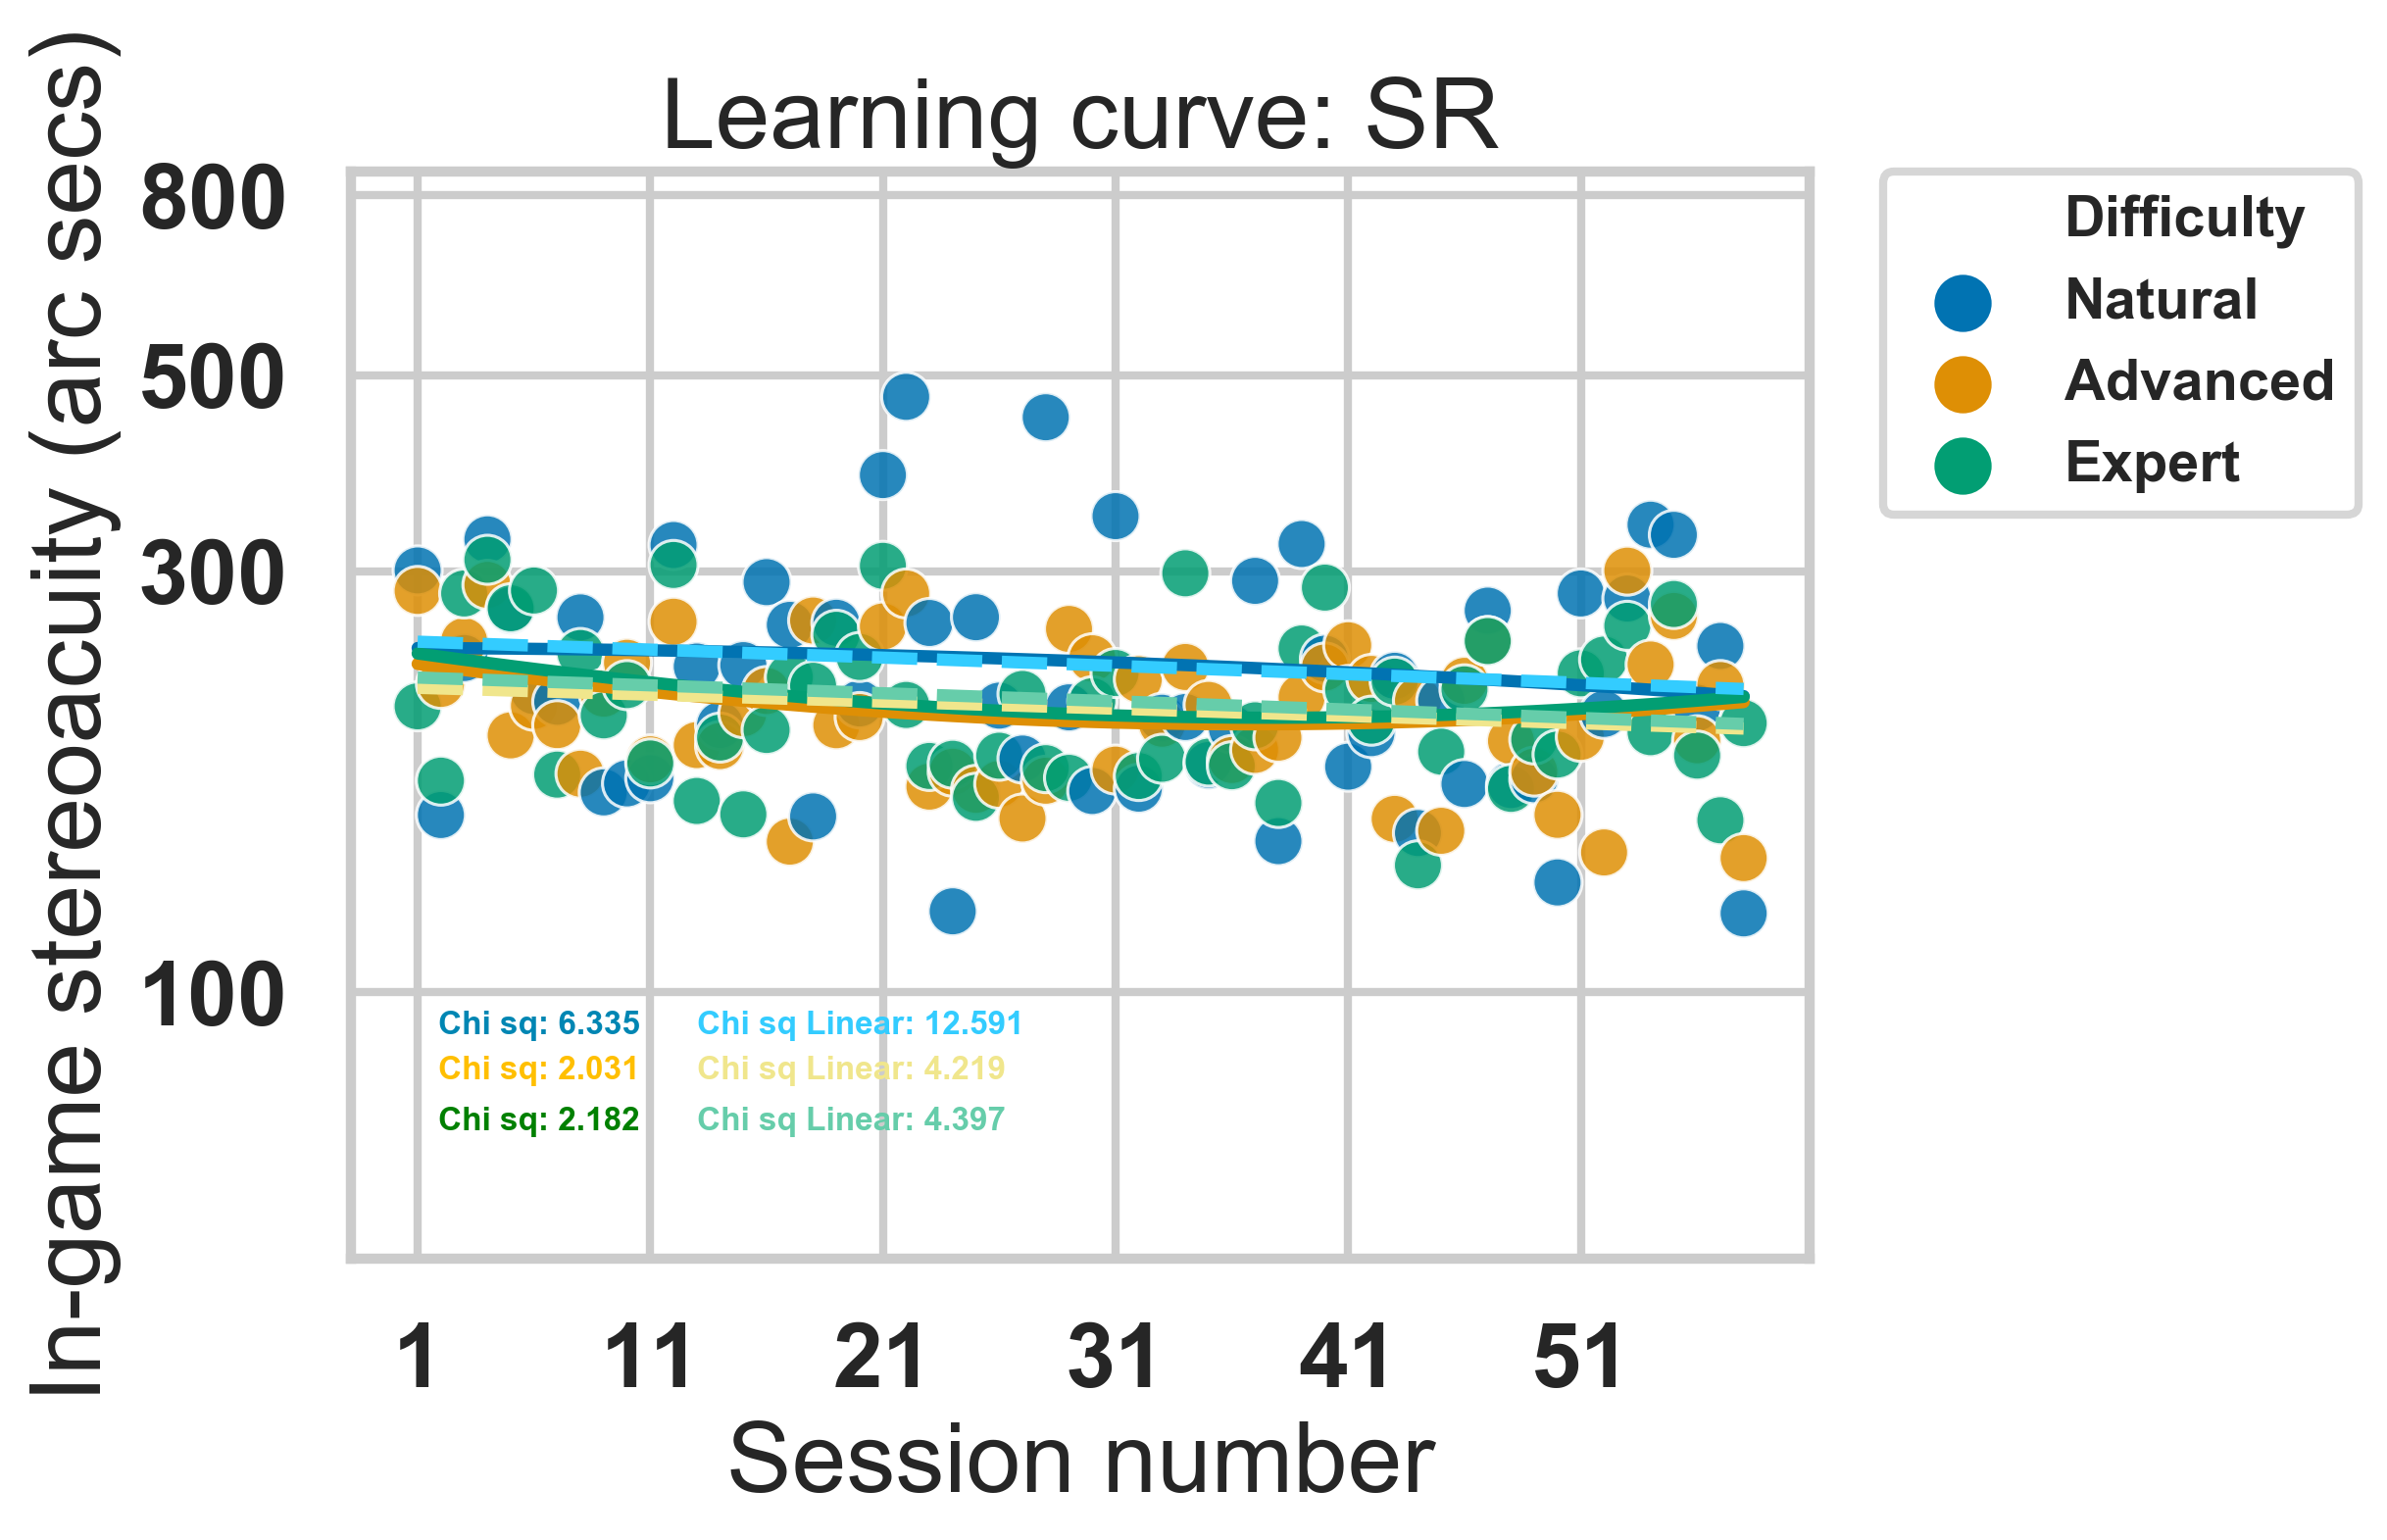 Learning curve: SR
In-game stereoacuity (arc secs)
800
500
300
100
Difficulty
Natural
Advanced
Expert
Chi sq: 6.335
Chi sq Linear: 12.591
Chi sq: 2.031
Chi sq Linear: 4.219
Chi sq: 2.182
Chi sq Linear: 4.397
1 11 21 31 41 51
Session number